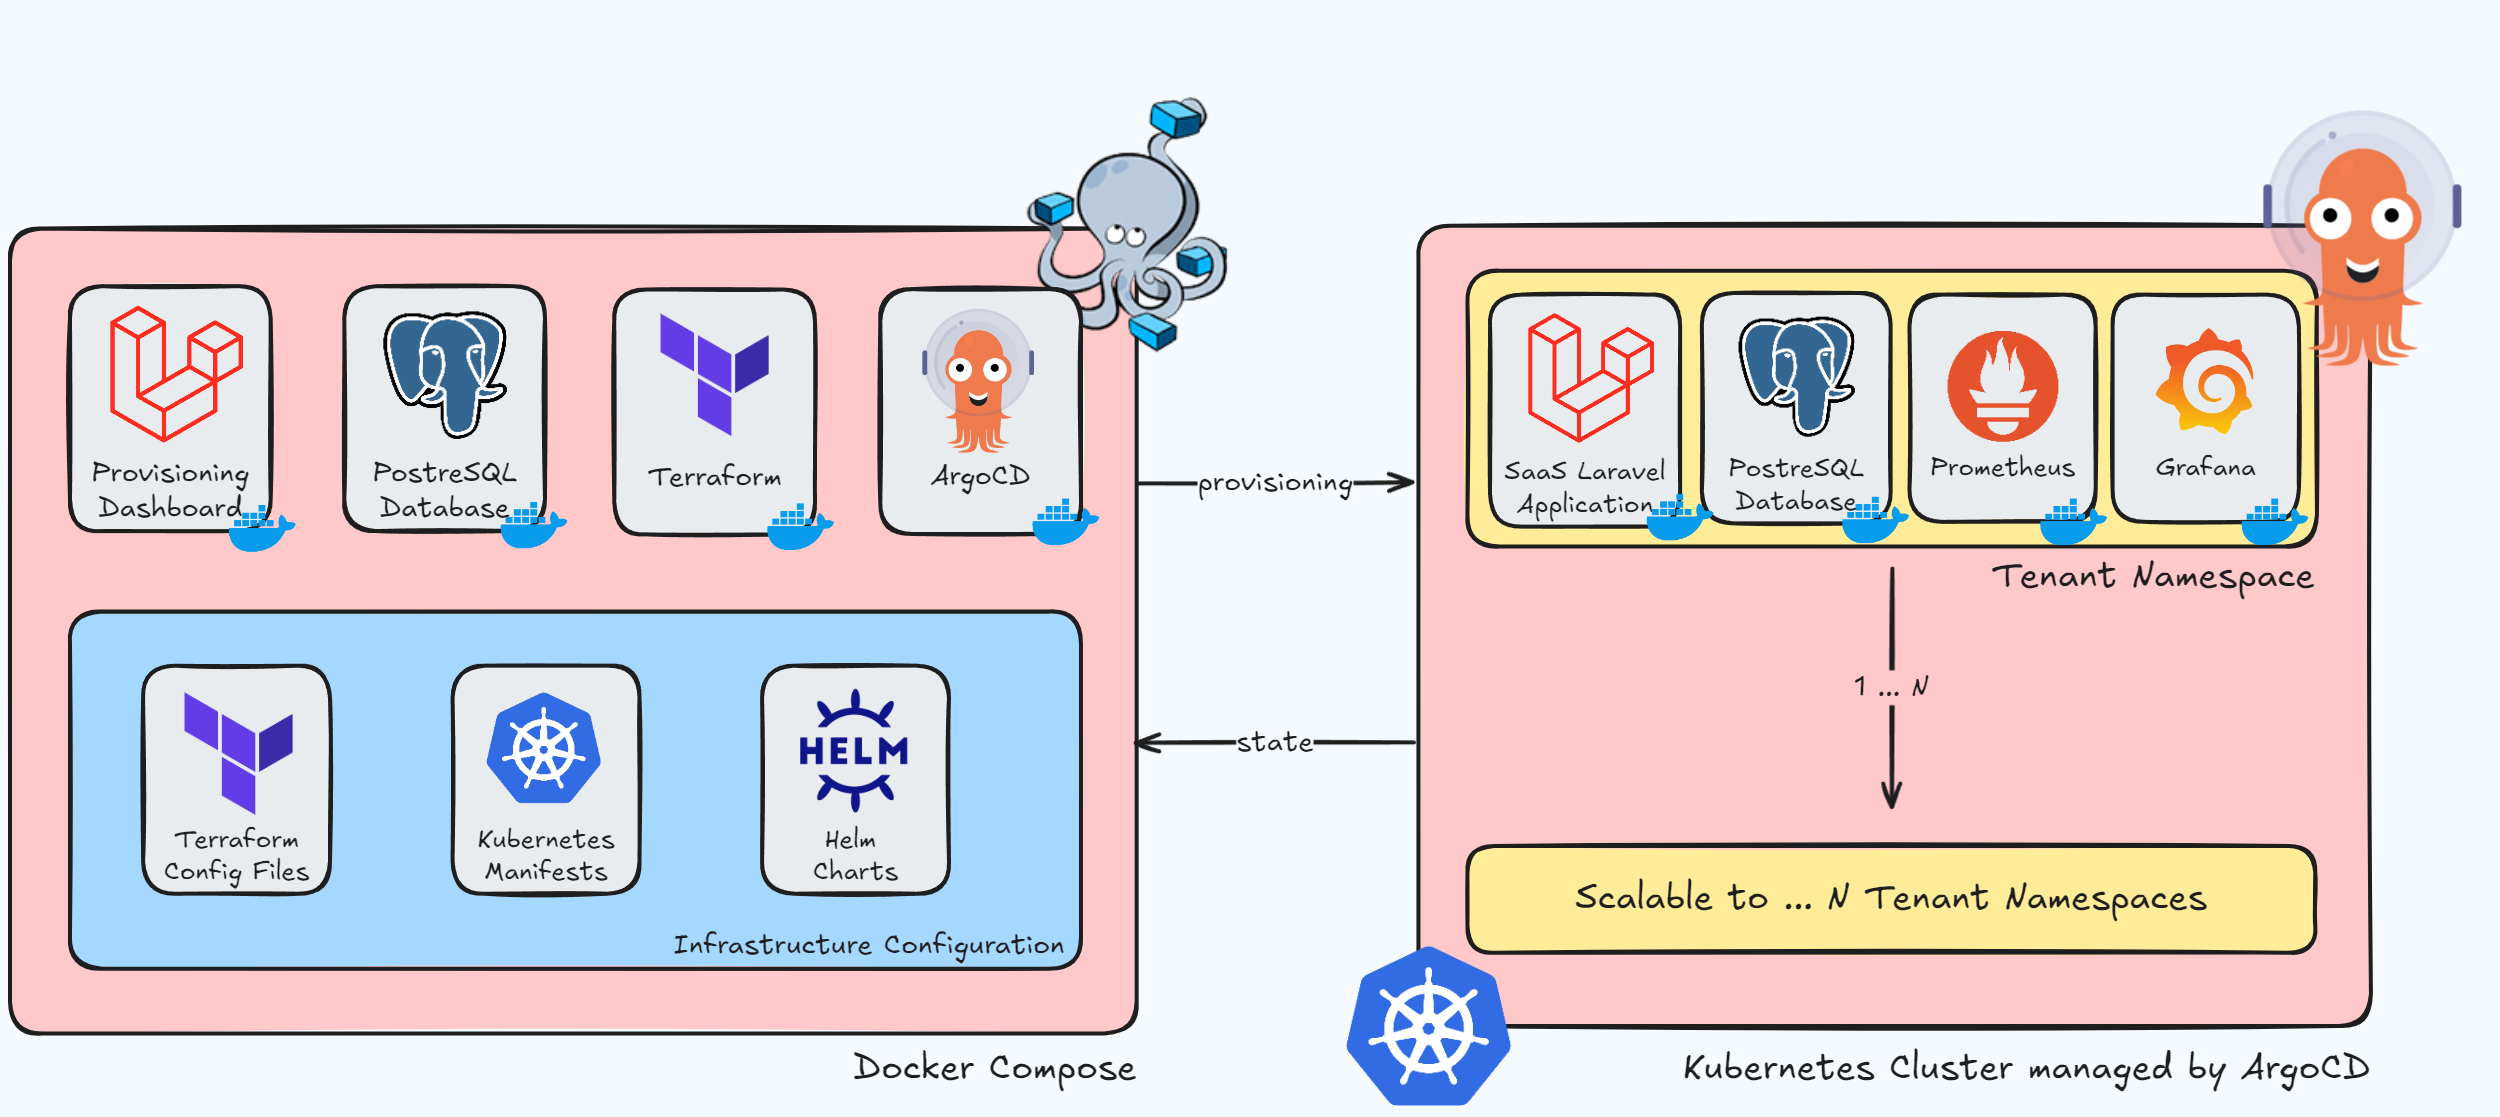 Provisioning
Dashboard
PostreSQL
Database
Terraform
ArgoCD
Terraform
Config Files
Kubernetes
Manifests
HELM
Helm
Charts
Infrastructure Configuration
Docker Compose
provisioning
state
SaaS Laravel
Application
PostreSQL
Database
Prometheus
Grafana
Tenant Namespace
1 ... N
Scalable to ... N Tenant Namespaces
Kubernetes Cluster managed by ArgoCD